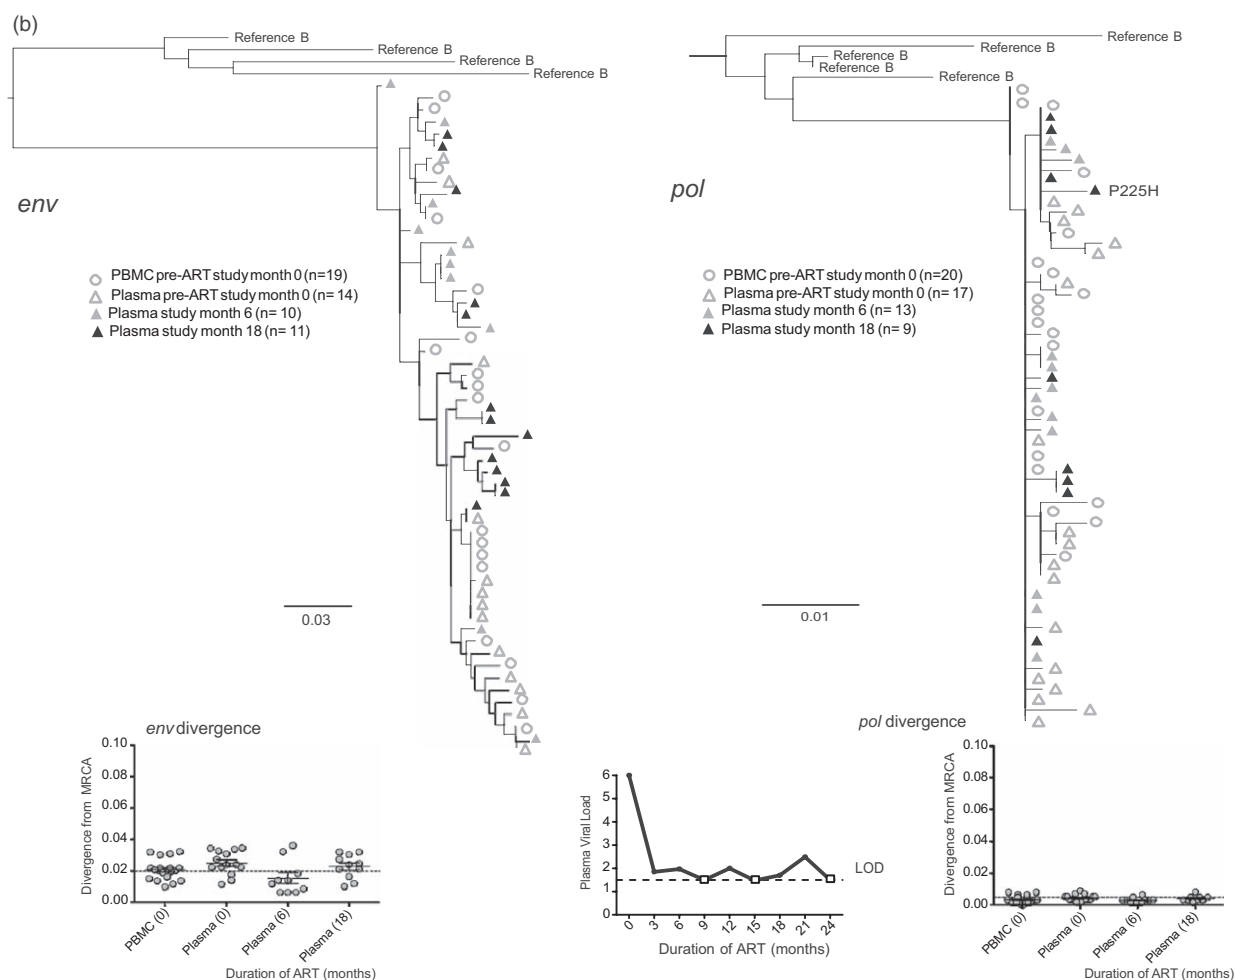 (b)
Reference B
Reference B
Reference B
Reference B
env
PBMC pre-ART study month 0 (n=19)
Plasma pre-ART study month 0 (n= 14)
Plasma study month 6 (n= 10)
Plasma study month 18 (n= 11)
0.03
Reference B
Reference B
Reference B
Reference B
Reference B
P225H
pol
PBMC pre-ART study month 0 (n=20)
Plasma pre-ART study month 0 (n= 17)
Plasma study month 6 (n= 13)
Plasma study month 18 (n= 9)
0.01
env divergence
Divergence from MRCA
0.10
0.08
0.06
0.04
0.02
0.00
PBMC (0)
Plasma (0)
Plasma (6)
Plasma (18)
Duration of ART (months)
Plasma Viral Load
6
5
4
3
2
1
0
LOD
0 3 6 9 12 15 18 21 24
Duration of ART (months)
pol divergence
Divergence from MRCA
0.10
0.08
0.06
0.04
0.02
0.00
PBMC (0)
Plasma (0)
Plasma (6)
Plasma (18)
Duration of ART (months)